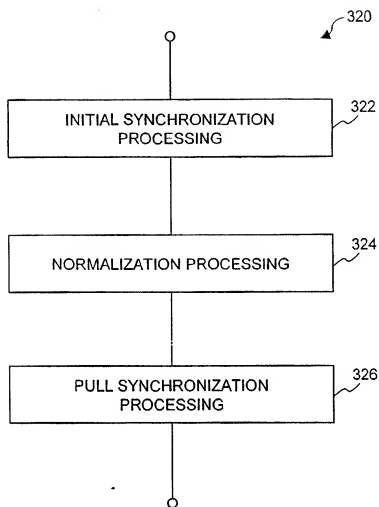 320
INITIAL SYNCHRONIZATION
PROCESSING
322
NORMALIZATION PROCESSING
324
PULL SYNCHRONIZATION
PROCESSING
326